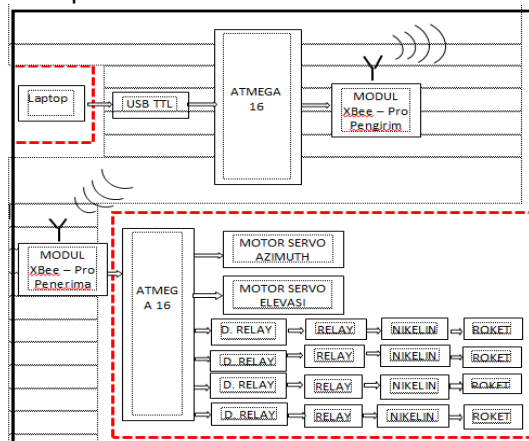 Laptop
USB TTL
ATMEGA
16
MODUL
XBee – Pro
Pengirim
MODUL
XBee – Pro
Penerima
ATMEG
A 16
MOTOR SERVO
AZIMUTH
MOTOR SERVO
ELEVASI
D. RELAY
RELAY
NIKELIN
ROKET
D. RELAY
RELAY
NIKELIN
ROKET
D. RELAY
RELAY
NIKELIN
ROKET
D. RELAY
RELAY
NIKELIN
ROKET